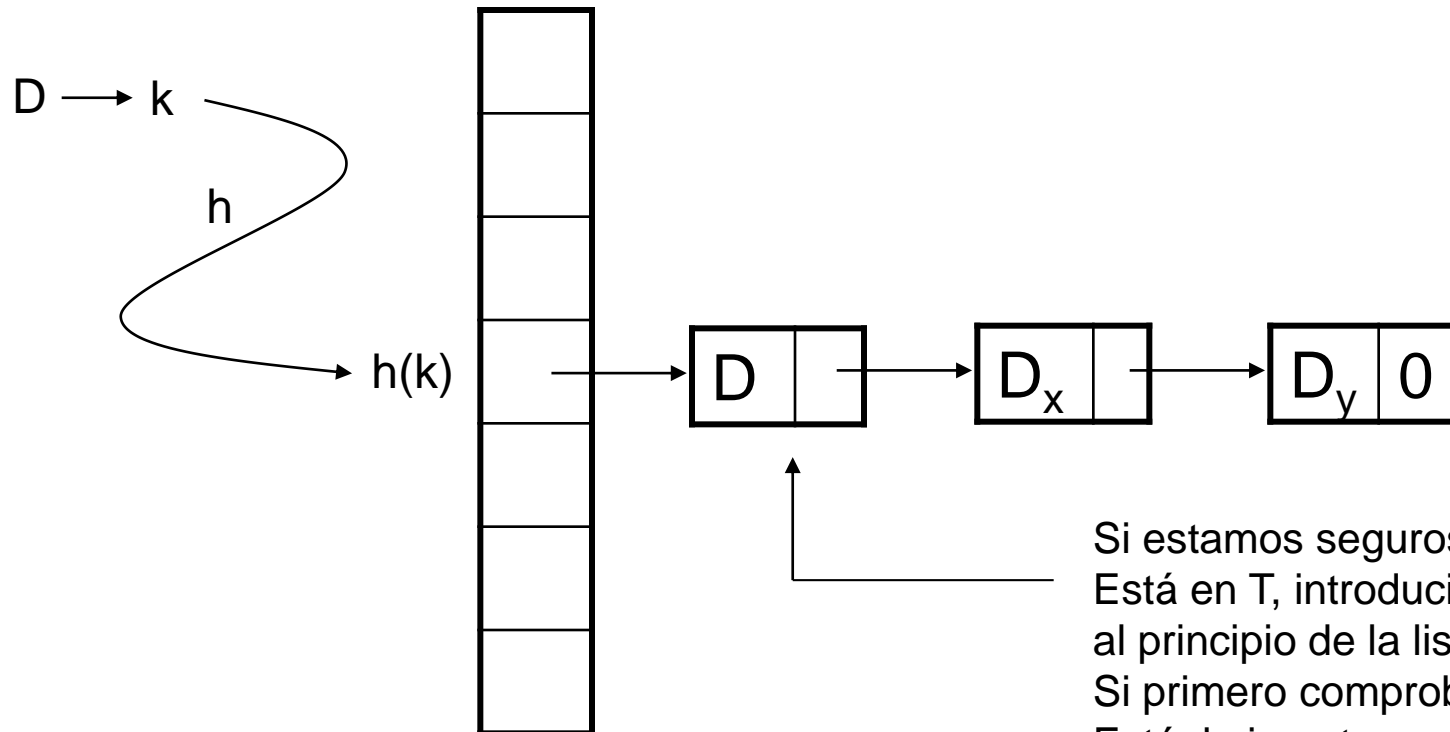 D k
h
h(k)
D
Dx
Dy 0
Si estamos seguros
Está en T, introduci
al principio de la lis
Si primero comprob